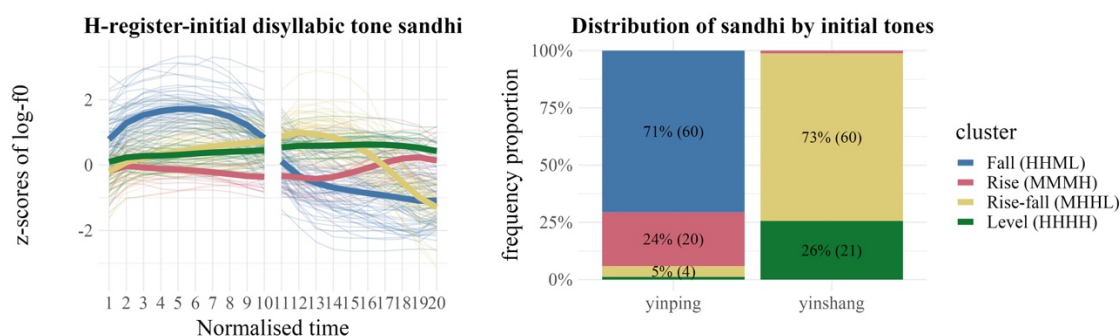 H-register-initial disyllabic tone sandhi
z-scores of log-f0
2
0
-2
1 2 3 4 5 6 7 8 9 10 11 12 13 14 15 16 17 18 19 20
Normalised time
Distribution of sandhi by initial tones
frequency proportion
100%
75%
50%
25%
0%
71% (60)
24% (20)
5% (4)
73% (60)
26% (21)
yinping yinshang
cluster
Fall (HHML)
Rise (MMMH)
Rise-fall (MHHL)
Level (HHHH)